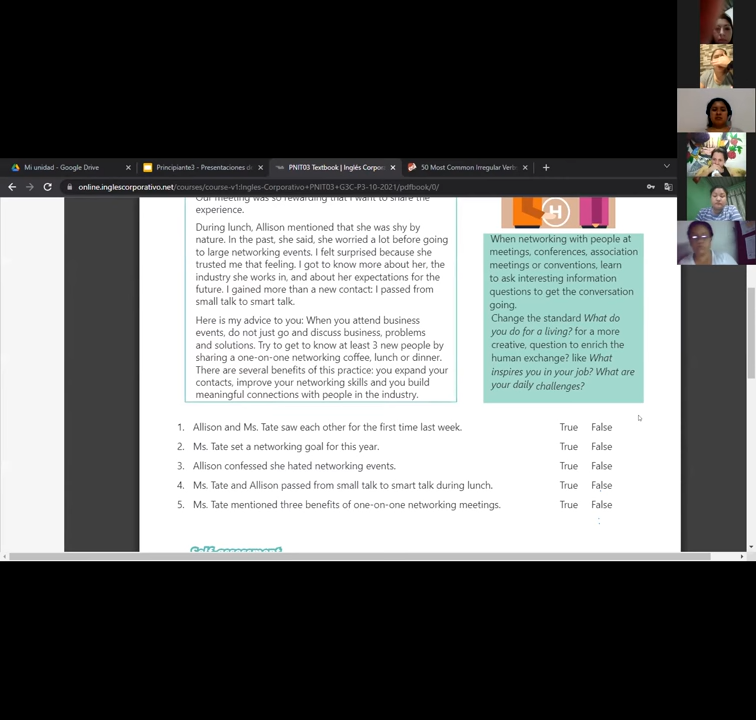 Mi unidad - Google Drive
Principiante3 - Presentaciones de
PNIT03 Textbook | Inglés Corpora
50 Most Common Irregular Verb
online.inglescorporativo.net/courses/course-v1:Ingles-Corporativo+PNIT03+G3C-P3-10-2021/pdfbook/0/
Our meeting was so rewarding that I want to share the
experience.
During lunch, Allison mentioned that she was shy by
nature. In the past, she said, she worried a lot before going
to large networking events. I felt surprised because she
trusted me that feeling. I got to know more about her, the
industry she works in, and about her expectations for the
future. I gained more than a new contact: I passed from
small talk to smart talk.
Here is my advice to you: When you attend business
events, do not just go and discuss business, problems
and solutions. Try to get to know at least 3 new people by
sharing a one-on-one networking coffee, lunch or dinner.
There are several benefits of this practice: you expand your
contacts, improve your networking skills and you build
meaningful connections with people in the industry.
H
When networking with people at
meetings, conferences, association
meetings or conventions, learn
to ask interesting information
questions to get the conversation
going.
Change the standard What do
you do for a living? for a more
creative, question to enrich the
human exchange? like What
inspires you in your job? What are
your daily challenges?
1. Allison and Ms. Tate saw each other for the first time last week. True False
2. Ms. Tate set a networking goal for this year. True False
3. Allison confessed she hated networking events. True False
4. Ms. Tate and Allison passed from small talk to smart talk during lunch. True False
5. Ms. Tate mentioned three benefits of one-on-one networking meetings. True False
Self-assessment